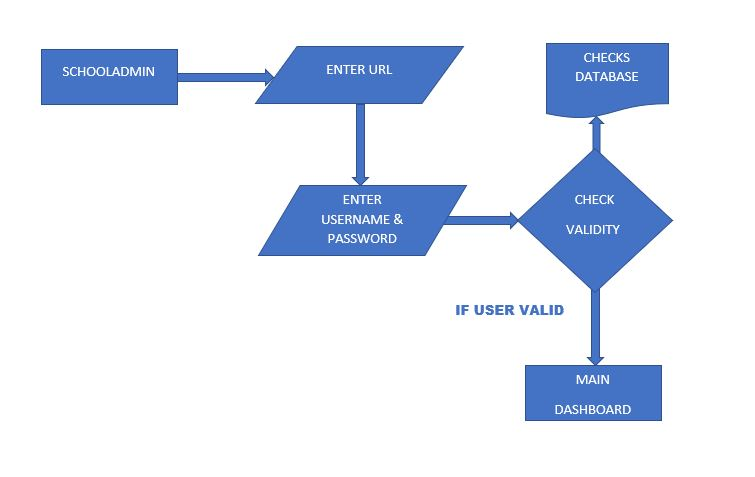 SCHOOLADMIN
ENTER URL
CHECKS
DATABASE
ENTER
USERNAME &
PASSWORD
CHECK
VALIDITY
IF USER VALID
MAIN
DASHBOARD